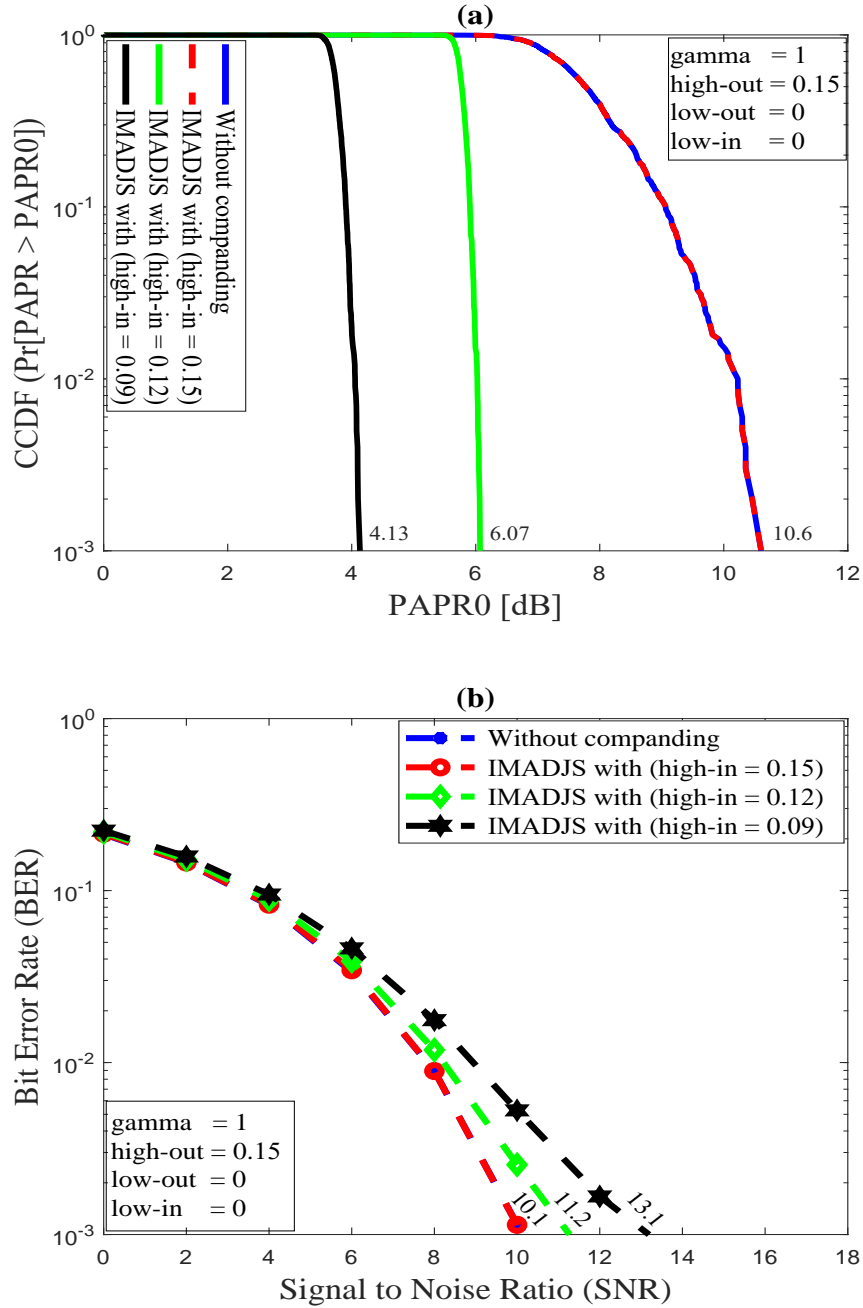 (a)
10^0
10^-1
10^-2
10^-3
CCDF (Pr[PAPR > PAPR0])
Without companding
IMADJS with (high-in = 0.15)
IMADJS with (high-in = 0.12)
IMADJS with (high-in = 0.09)
gamma = 1
high-out = 0.15
low-out = 0
low-in = 0
4.13
6.07
10.6
0 2 4 6 8 10 12
PAPR0 [dB]
(b)
10^0
10^-1
10^-2
10^-3
Bit Error Rate (BER)
Without companding
IMADJS with (high-in = 0.15)
IMADJS with (high-in = 0.12)
IMADJS with (high-in = 0.09)
gamma = 1
high-out = 0.15
low-out = 0
low-in = 0
10.1
11.2
13.1
0 2 4 6 8 10 12 14 16 18
Signal to Noise Ratio (SNR)